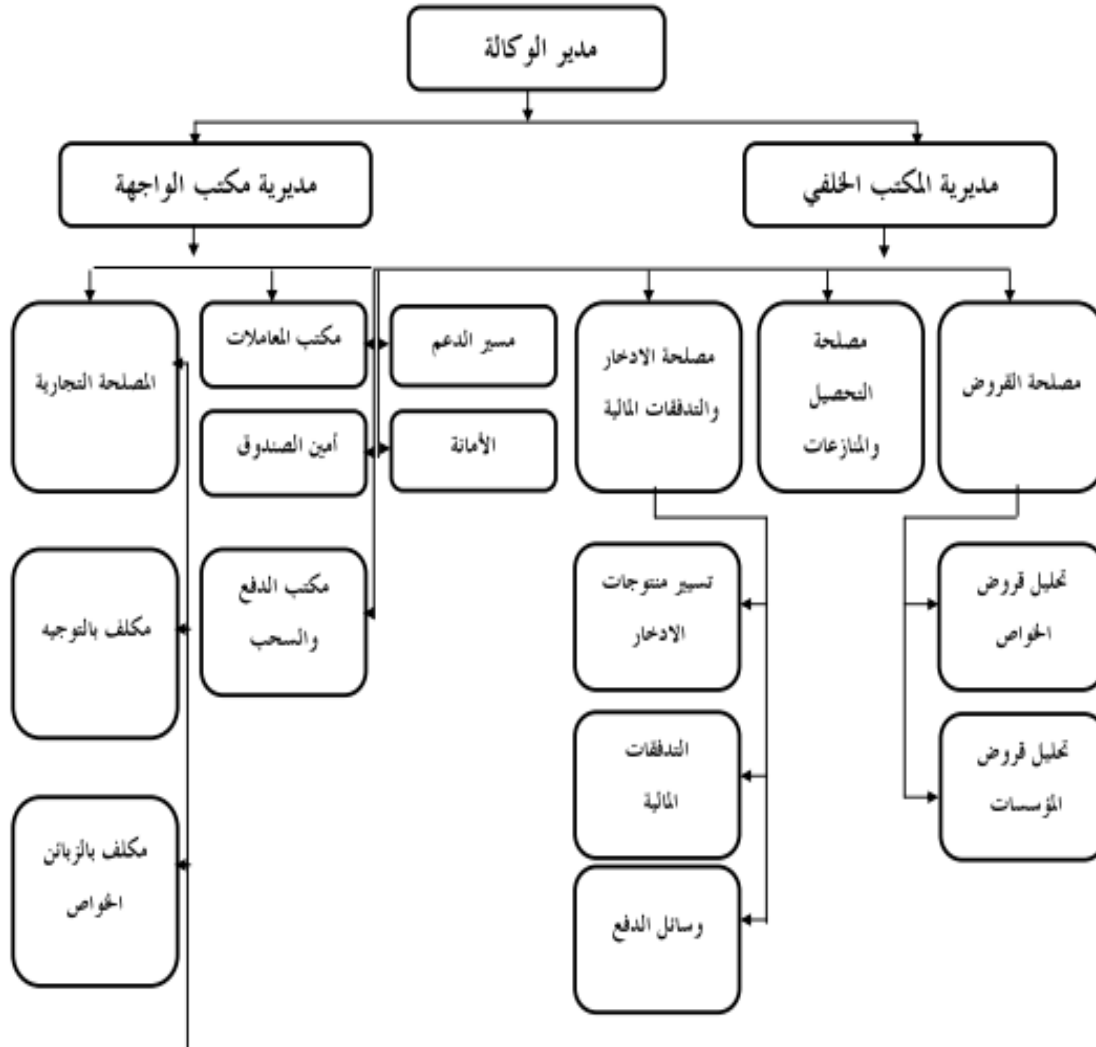 مدير الوكالة
مديرية المكتب الخلفي
مديرية مكتب الواجهة
مصلحة القروض
مصلحة
التحصيل
والمنازعات
مصلحة الادخار
والتدفقات المالية
مسير الدعم
مكتب المعاملات
المصلحة التجارية
الأمانة
أمين الصندوق
تحليل قروض
الخواص
تسيير منتوجات
الادخار
مكتب الدفع
والسحب
مكلف بالتوجيه
تحليل قروض
المؤسسات
التدفقات
المالية
مكلف بالزبائن
الخواص
وسائل الدفع